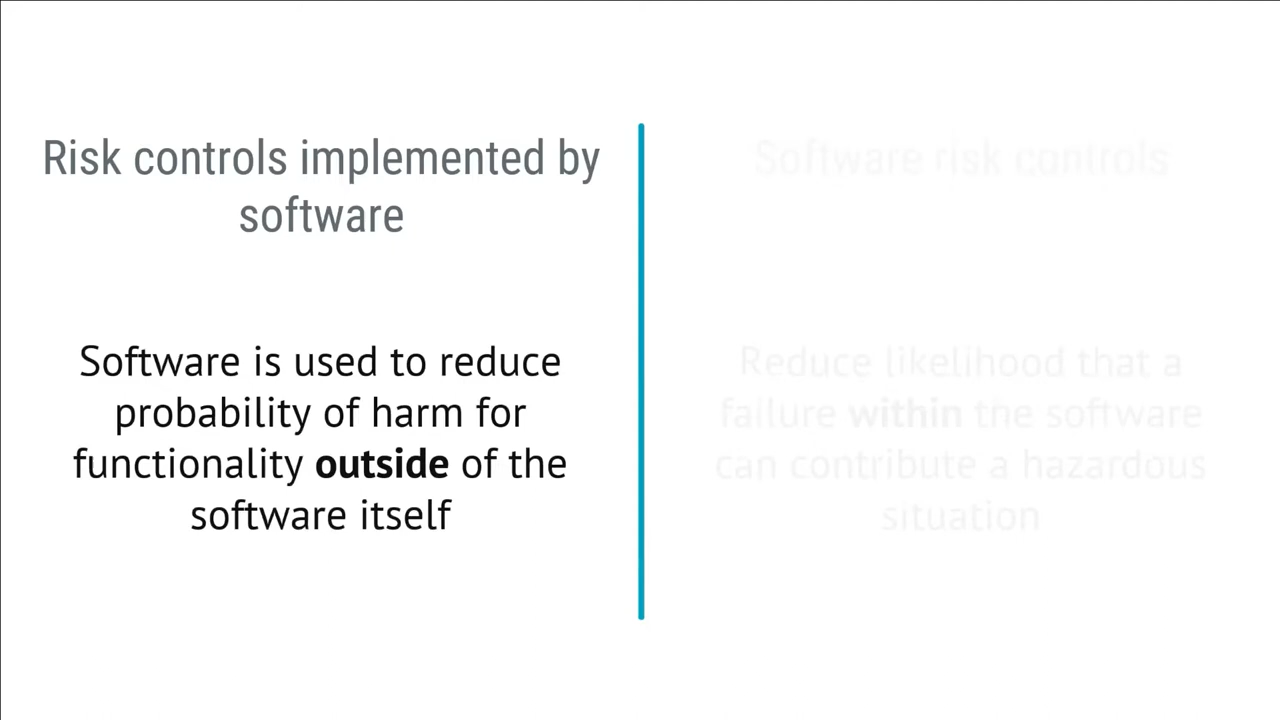 Risk controls implemented by
software
Software is used to reduce
probability of harm for
functionality outside of the
software itself
Software risk controls
Reduce likelihood that a
failure within the software
can contribute a hazardous
situation